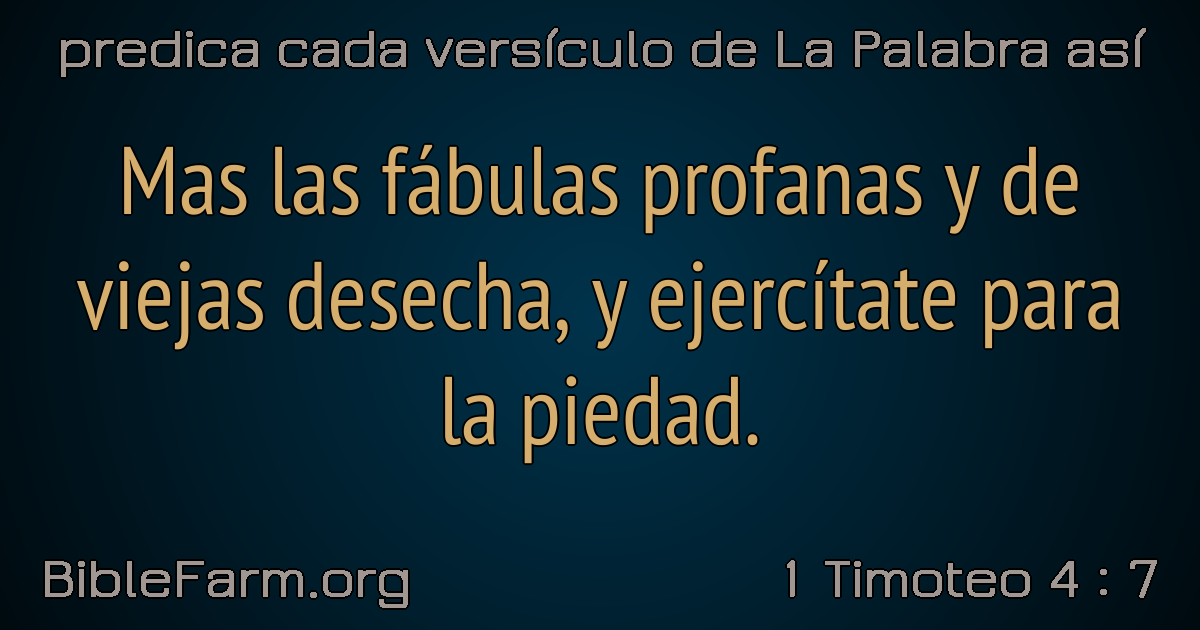 predica cada versículo de La Palabra así
Mas las fábulas profanas y de
viejas desecha, y ejercítate para
la piedad.
BibleFarm.org
1 Timoteo 4 : 7